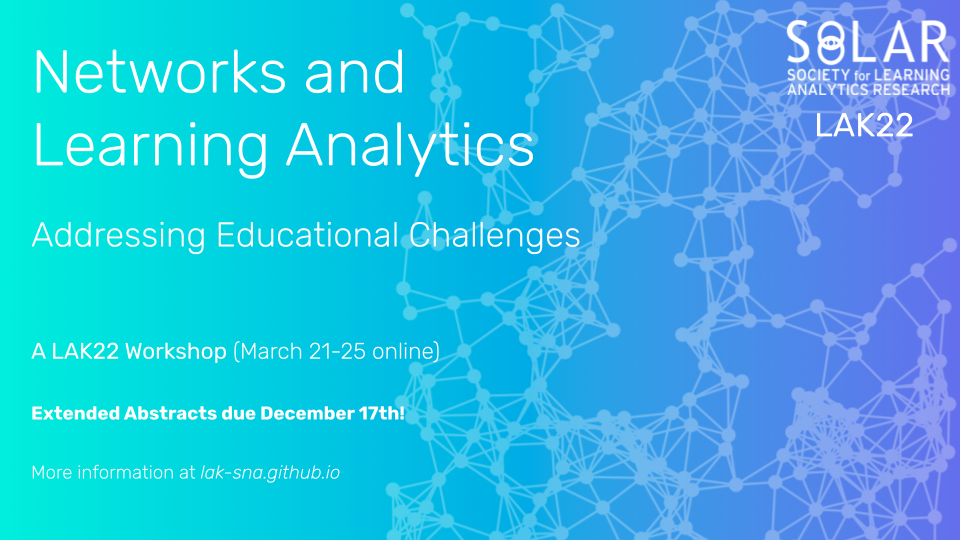 Networks and
Learning Analytics
Addressing Educational Challenges
A LAK22 Workshop (March 21-25 online)
Extended Abstracts due December 17th!
More information at lak-sna.github.io
SOLAR
SOCIETY for LEARNING
ANALYTICS RESEARCH
LAK22